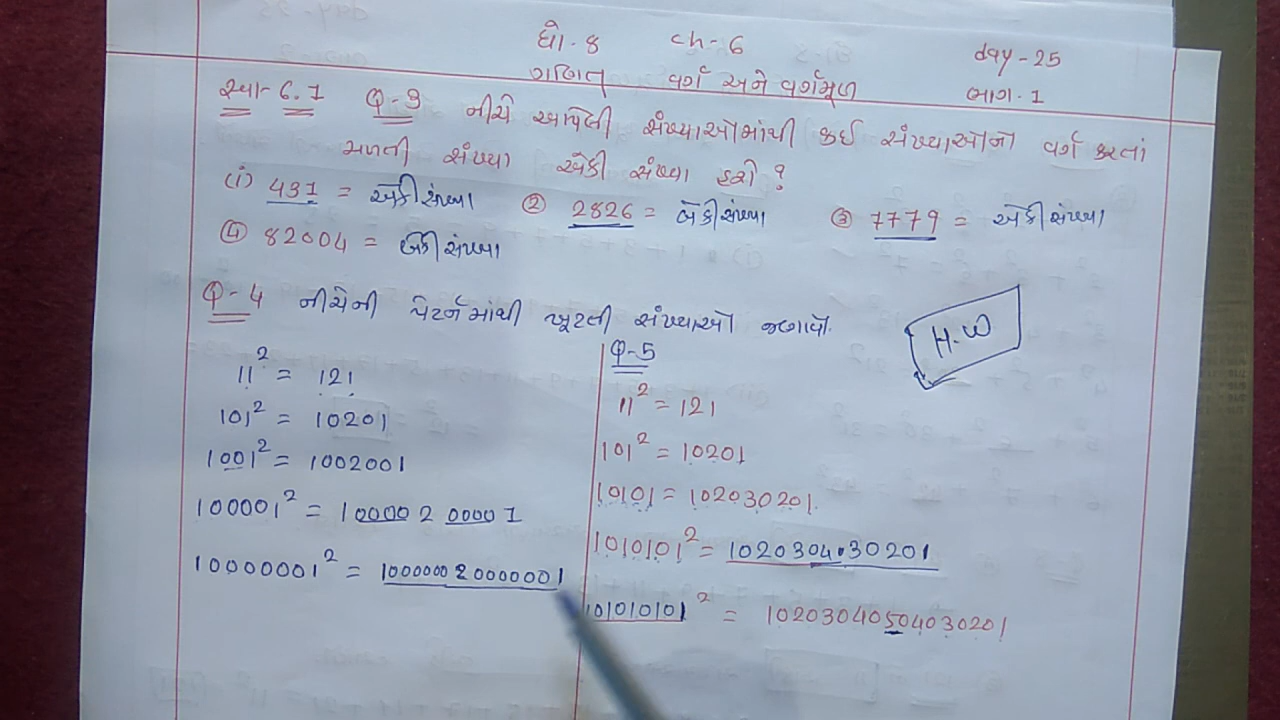 ધો. 8 ch-6 day-25
ગણિત વર્ગ અને વર્ગમૂળ ભાગ.1
સ્વા-6.1 Q-3 નીચે આપેલી સંખ્યાઓમાંથી કઈ સંખ્યાઓનો વર્ગ કરતાં
મળતી સંખ્યા એકી સંખ્યા હશે ?
(i) 431 = એકી સંખ્યા ② 2826 = બેકી સંખ્યા ③ 7779 = એકી સંખ્યા
④ 82004 = બેકી સંખ્યા
Q-4 નીચેની પેટર્નમાંથી ખૂટતી સંખ્યાઓ જણાવો.
H.W
11² = 121
101² = 10201
1001² = 1002001
100001² = 10000200001
10000001² = 100000020000001
Q-5
11² = 121
101² = 10201
10101 = 102030201.
1010101² = 1020304030201
101010101² = 10203040504030201